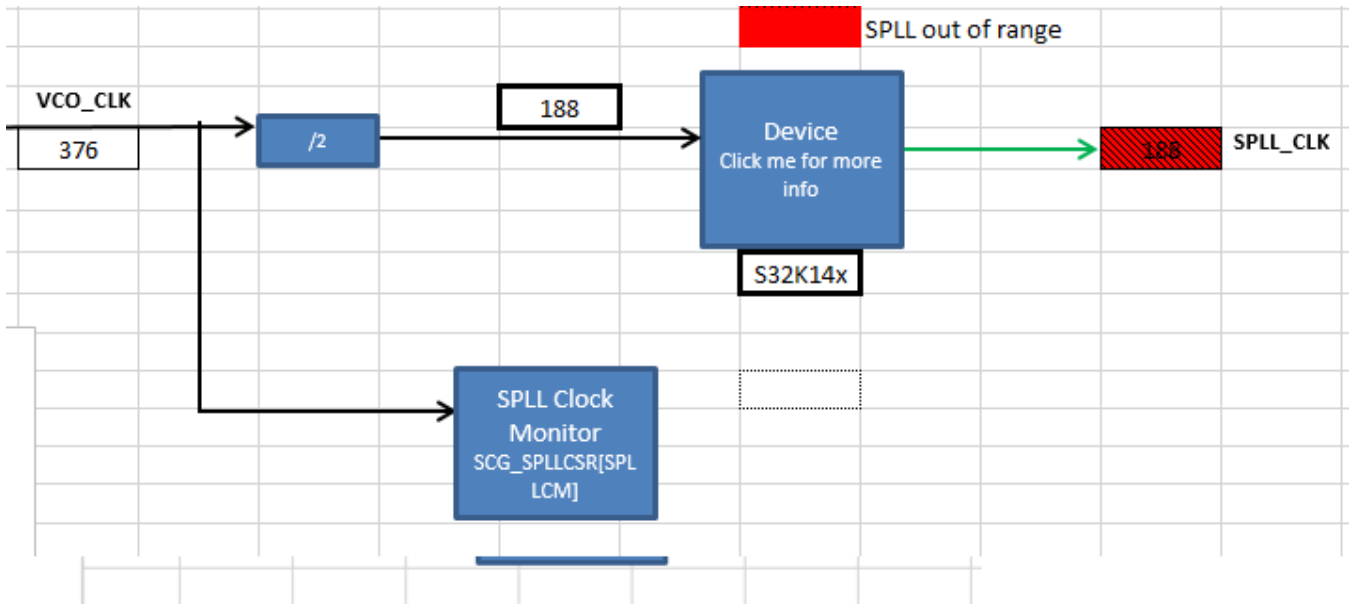 SPLL out of range
VCO_CLK
376
/2
188
Device
Click me for more
info
188
SPLL_CLK
S32K14x
SPLL Clock
Monitor
SCG_SPLLCSR[SPL
LCM]